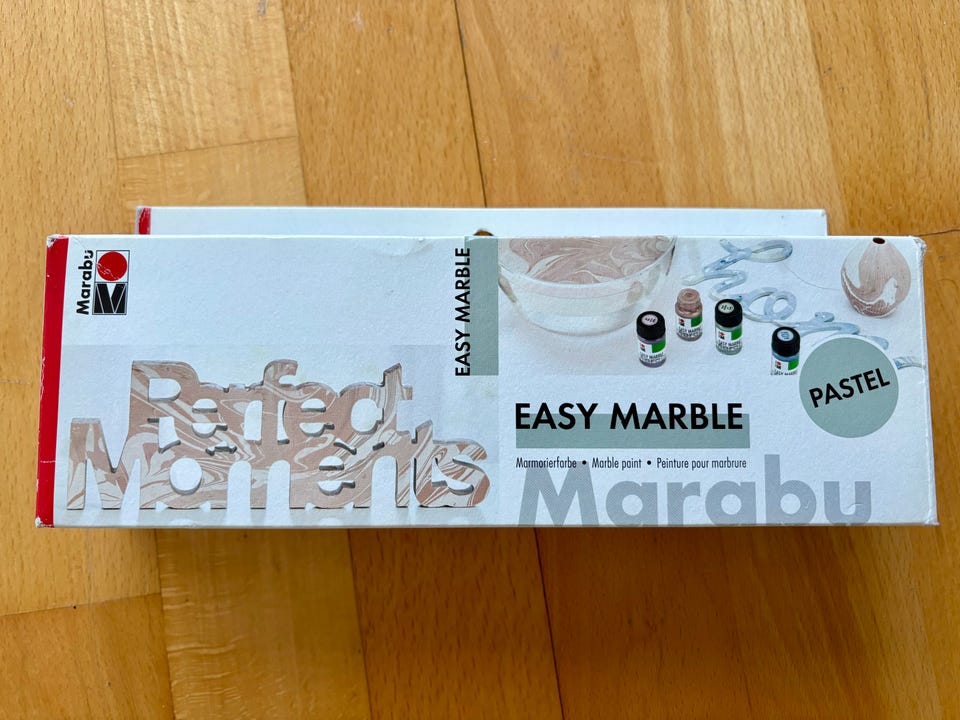 Marabu
EASY MARBLE
Perfect
Moments
PASTEL
EASY MARBLE
Marmorierfarbe • Marble paint • Peinture pour marbrure
Marabu